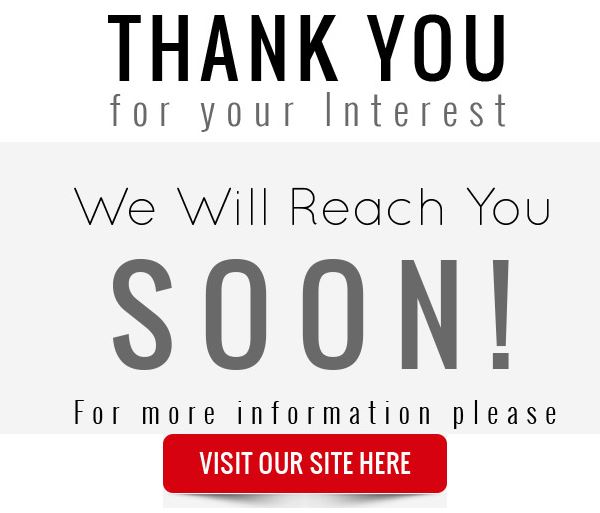 THANK YOU
for your Interest
We Will Reach You
SOON!
For more information please
VISIT OUR SITE HERE